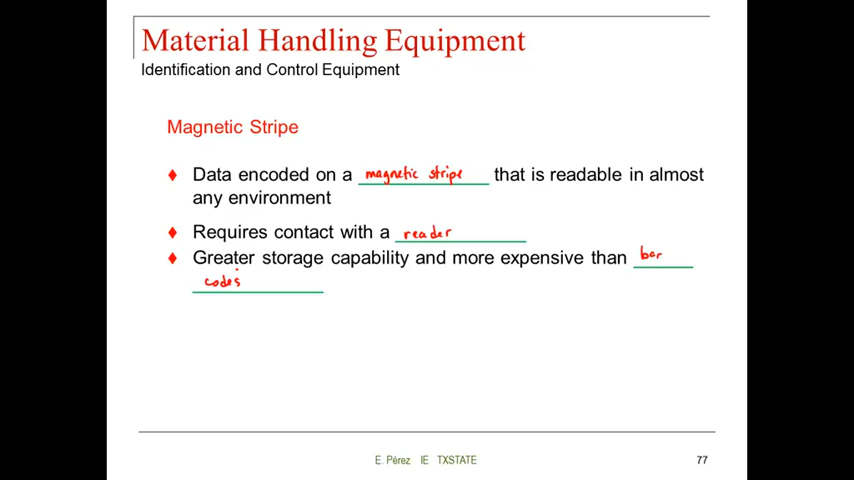 77
Material Handling Equipment
Identification and Control Equipment
Magnetic Stripe
♦ Data encoded on a magnetic stripe that is readable in almost
any environment
♦ Requires contact with a reader
♦ Greater storage capability and more expensive than bar
codes
E. Pérez IE TXSTATE
77